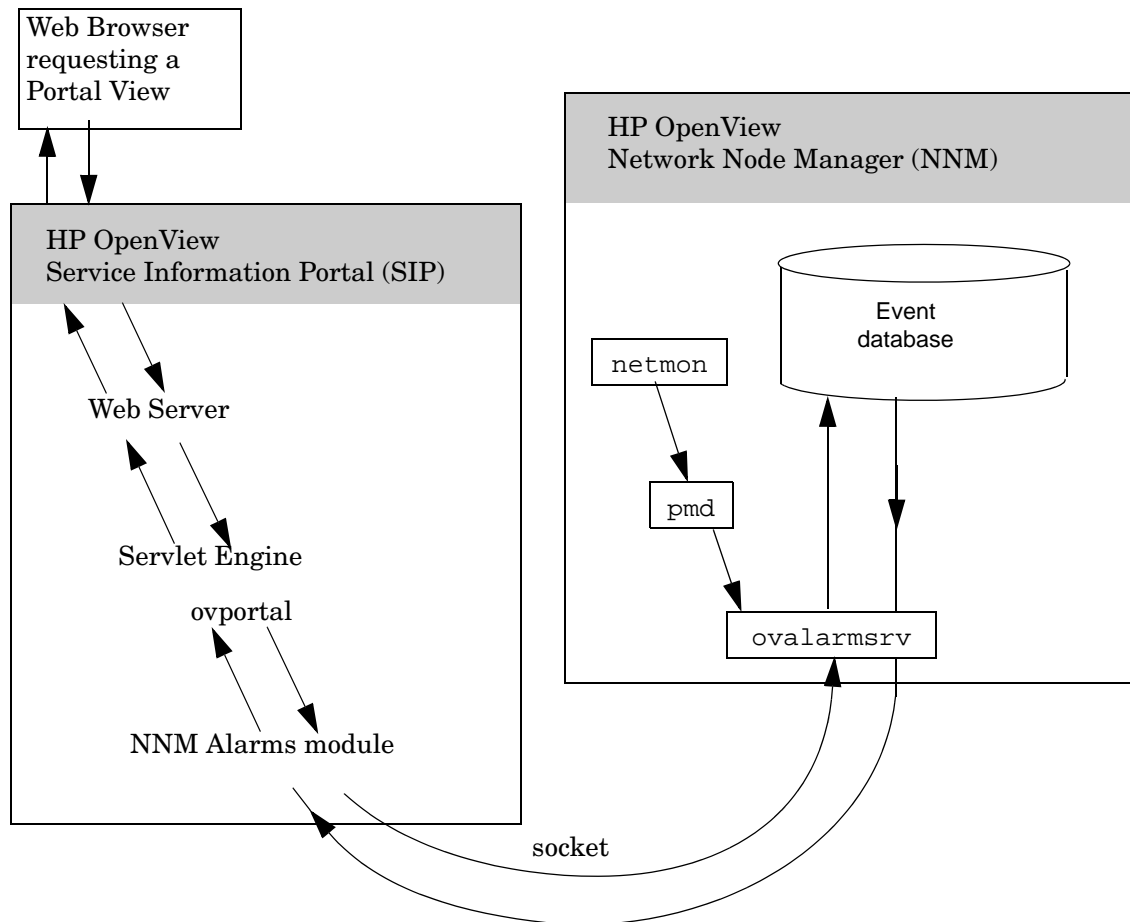 Web Browser
requesting a
Portal View
HP OpenView
Network Node Manager (NNM)
HP OpenView
Service Information Portal (SIP)
Event
database
netmon
Web Server
pmd
Servlet Engine
ovportal
ovalarmsrv
NNM Alarms module
socket